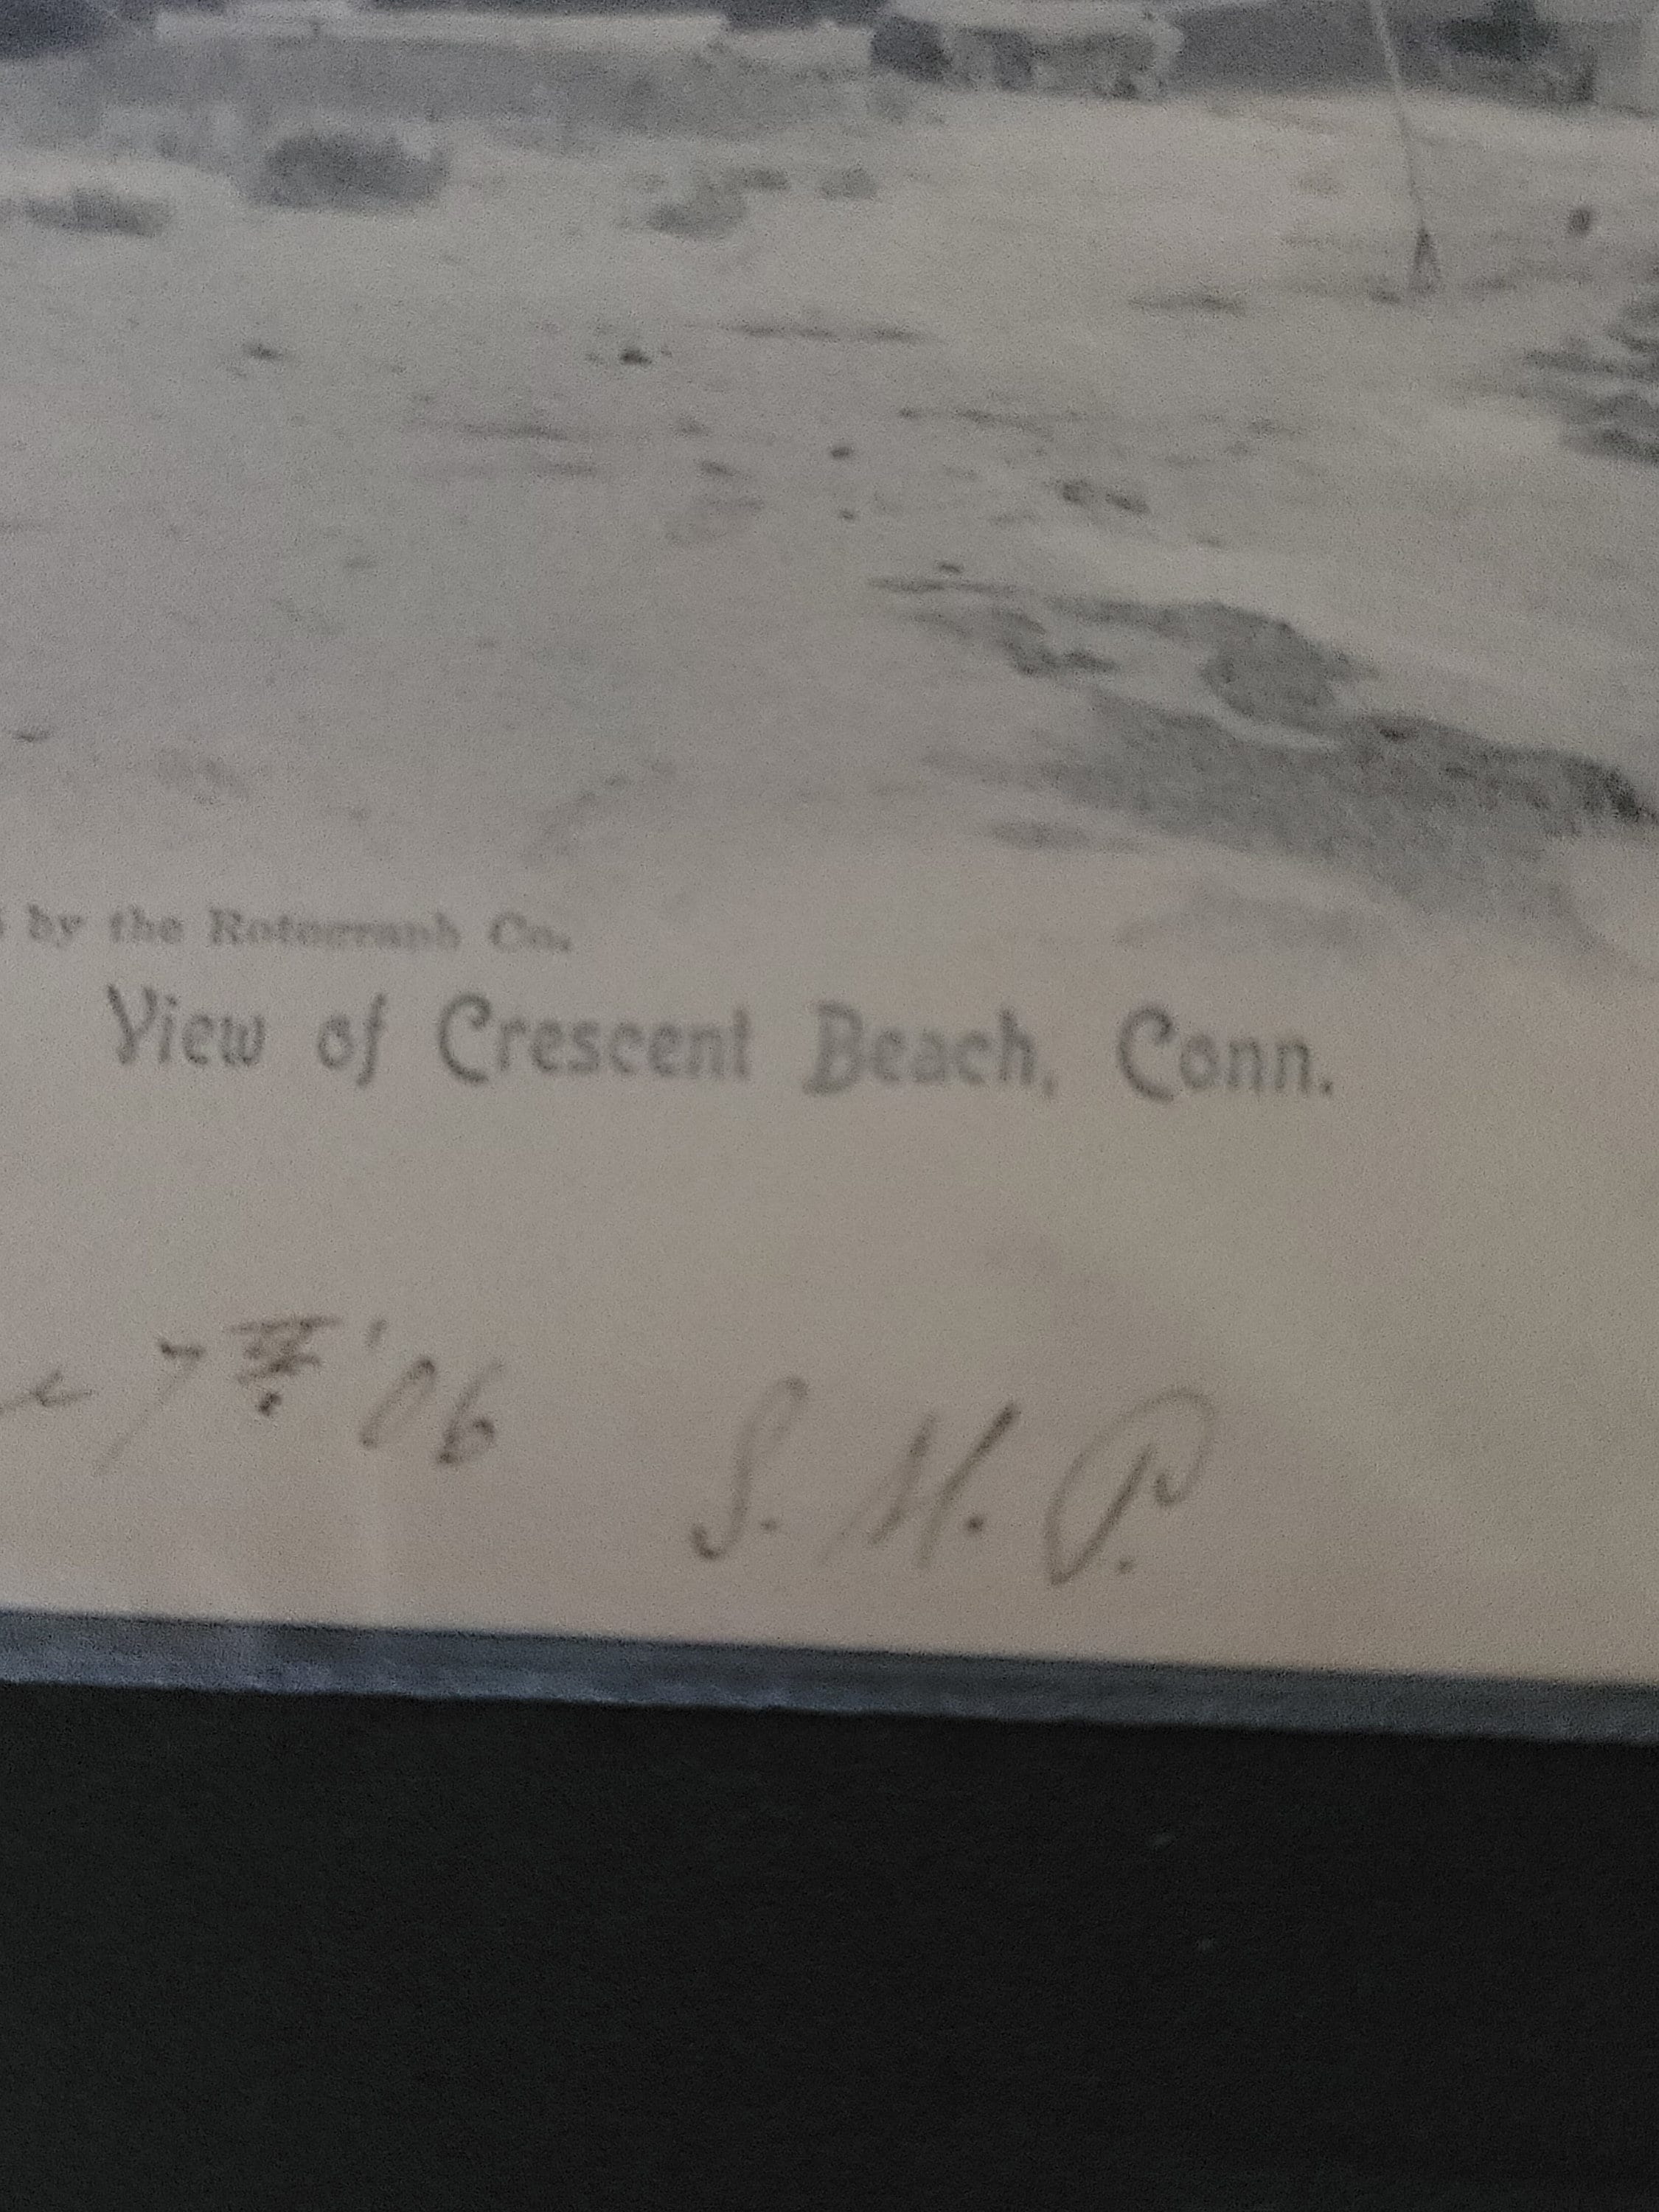 by the Rotograph Co.
View of Crescent Beach, Conn.
7th '06 S. H. P.